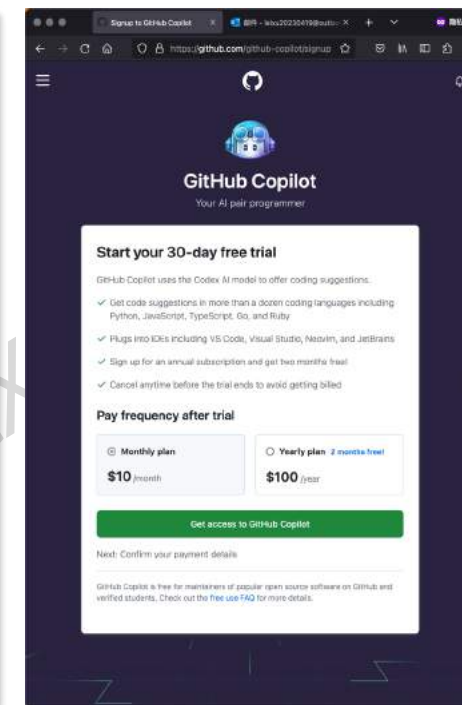 Signup to GitHub Copilot
https://github.com/github-copilot/signup
GitHub Copilot
Your AI pair programmer
Start your 30-day free trial
GitHub Copilot uses the Codex AI model to offer coding suggestions.
Get code suggestions in more than a dozen coding languages including
Python, JavaScript, TypeScript, Go, and Ruby
Plugs into IDEs including VS Code, Visual Studio, Neovim, and JetBrains
Sign up for an annual subscription and get two months free!
Cancel anytime before the trial ends to avoid getting billed
Pay frequency after trial
Monthly plan
$10 /month
Yearly plan 2 months free!
$100 /year
Get access to GitHub Copilot
Next: Confirm your payment details
GitHub Copilot is free for maintainers of popular open source software on GitHub and
verified students. Check out the free use FAQ for more details.